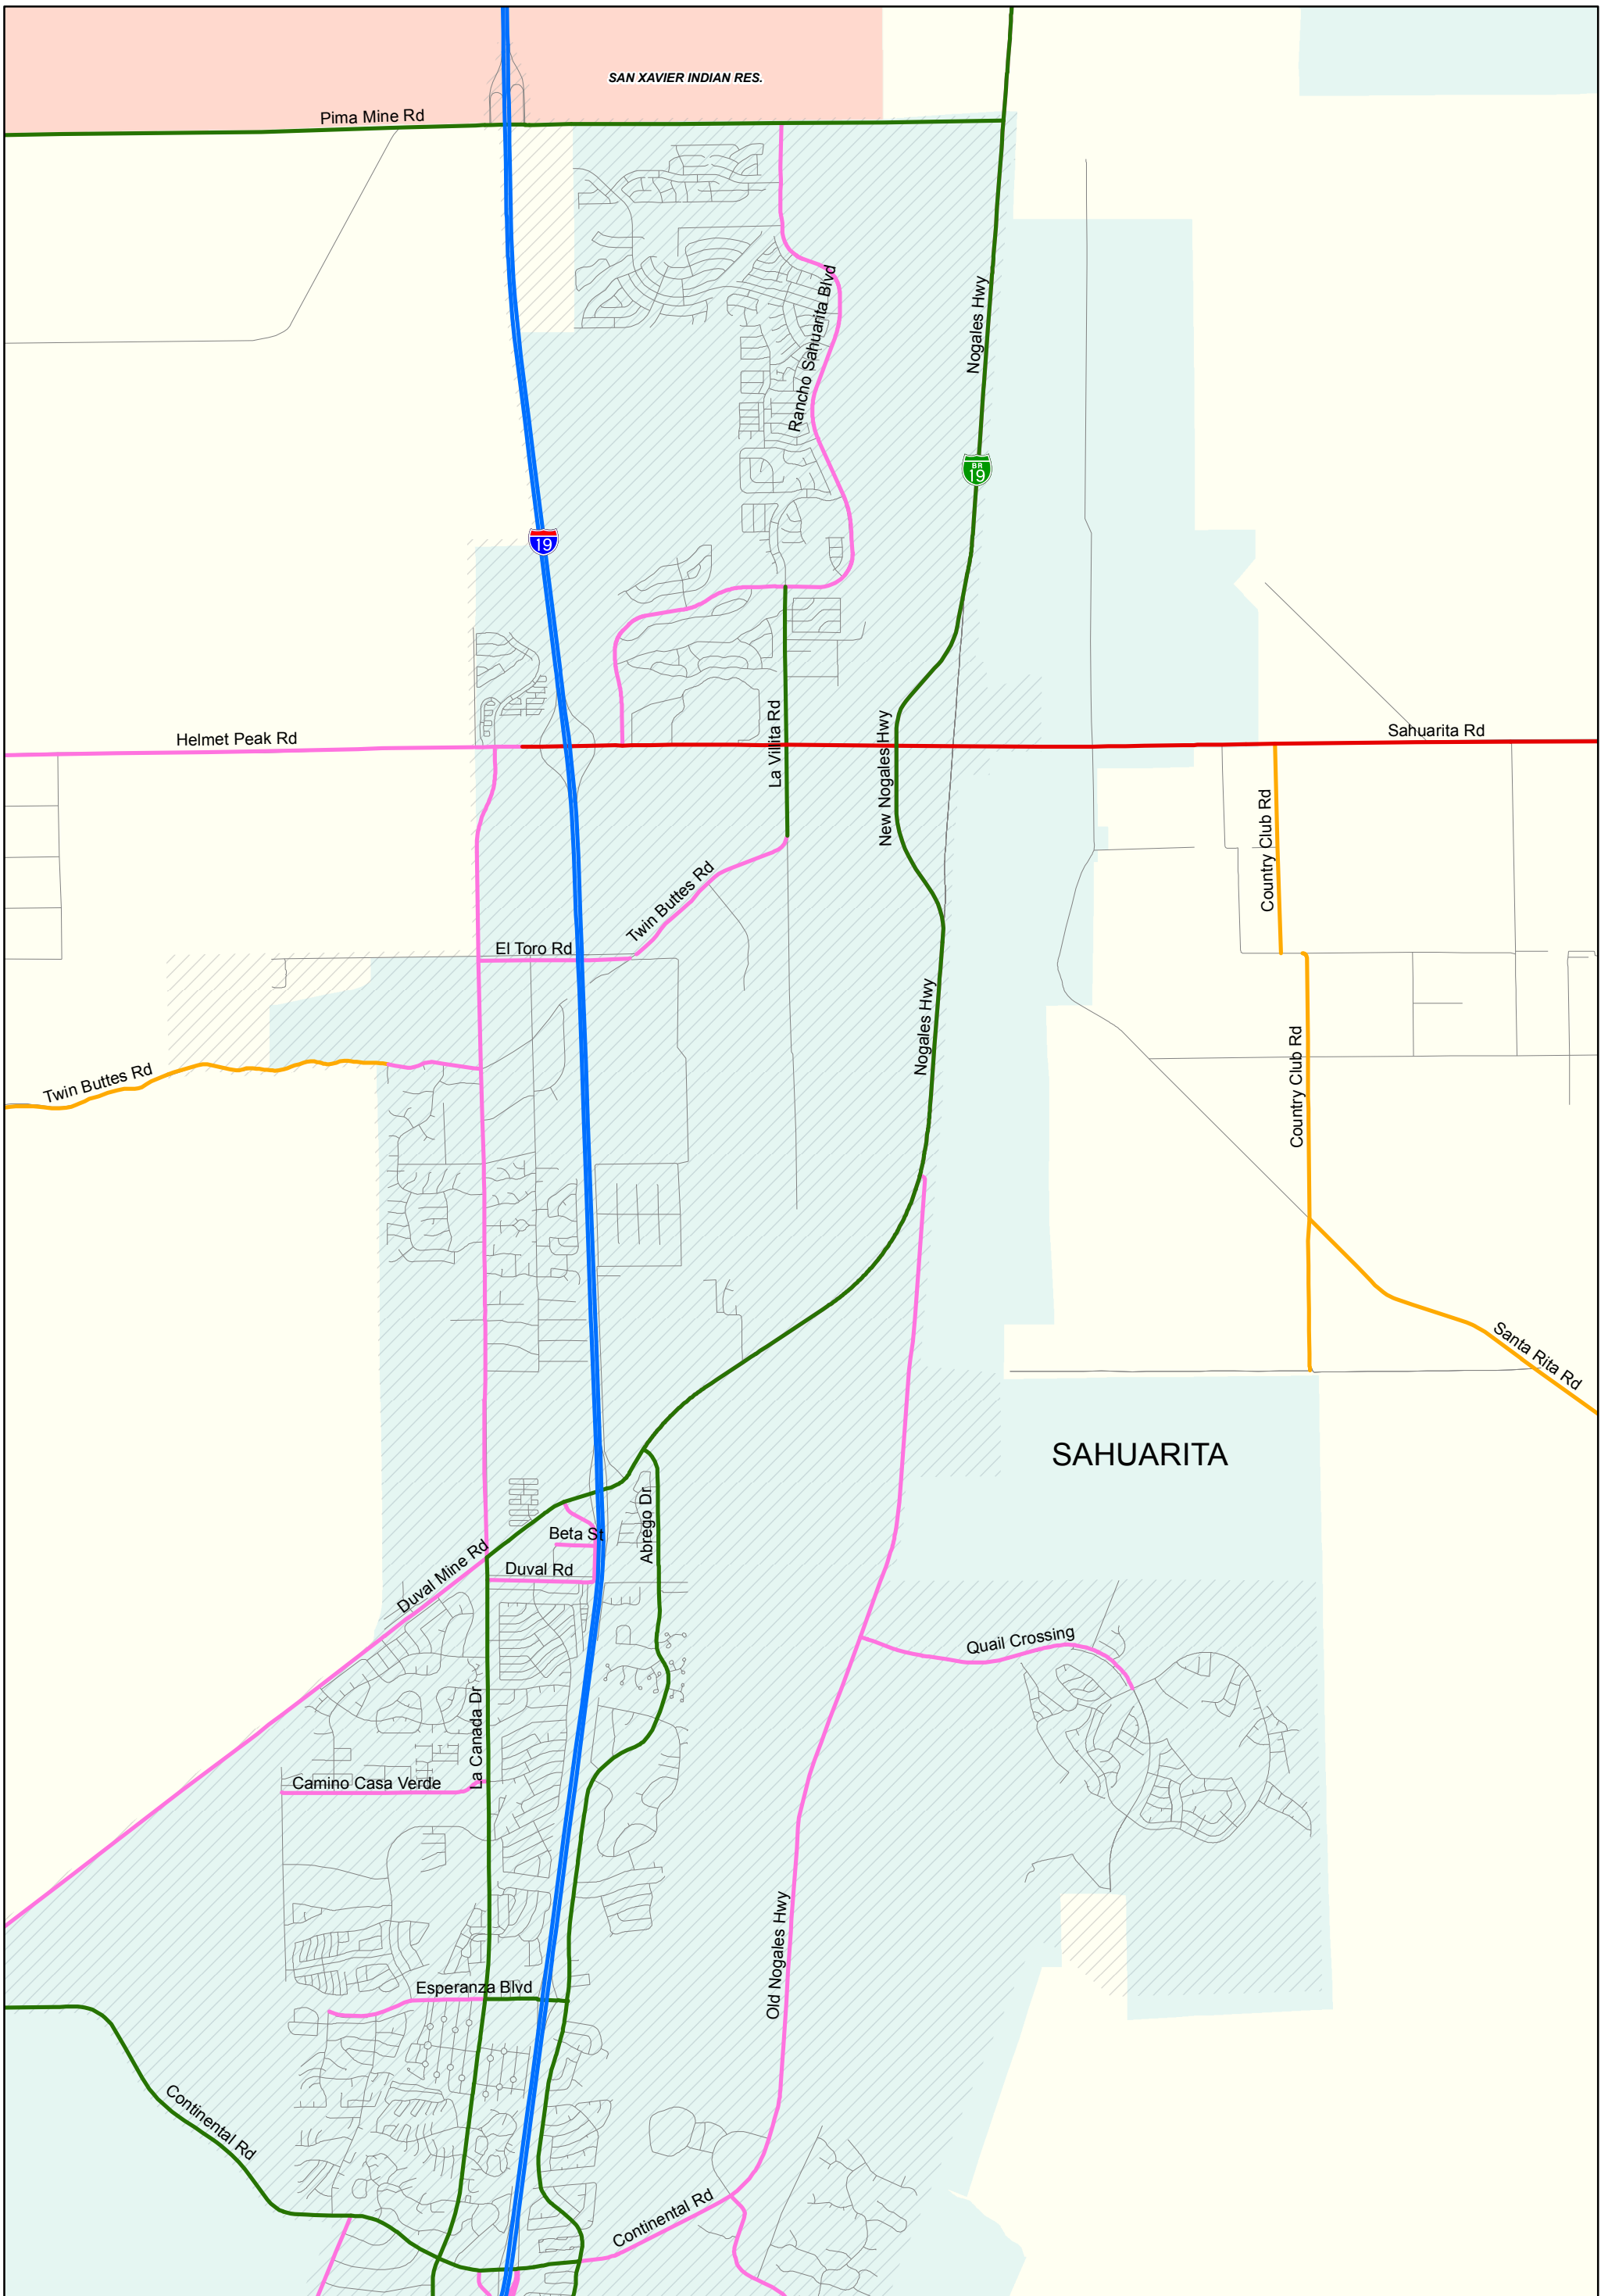 SAN XAVIER INDIAN RES.
Pima Mine Rd
Rancho Sahuarita Blvd
Nogales Hwy
BR
19
19
Helmet Peak Rd
La Villita Rd
New Nogales Hwy
Sahuarita Rd
Country Club Rd
Twin Buttes Rd
El Toro Rd
Nogales Hwy
Twin Buttes Rd
Country Club Rd
Santa Rita Rd
SAHUARITA
Abrego Dr
Beta St
Duval Mine Rd
Duval Rd
Quail Crossing
La Canada Dr
Camino Casa Verde
Old Nogales Hwy
Esperanza Blvd
Continental Rd
Continental Rd